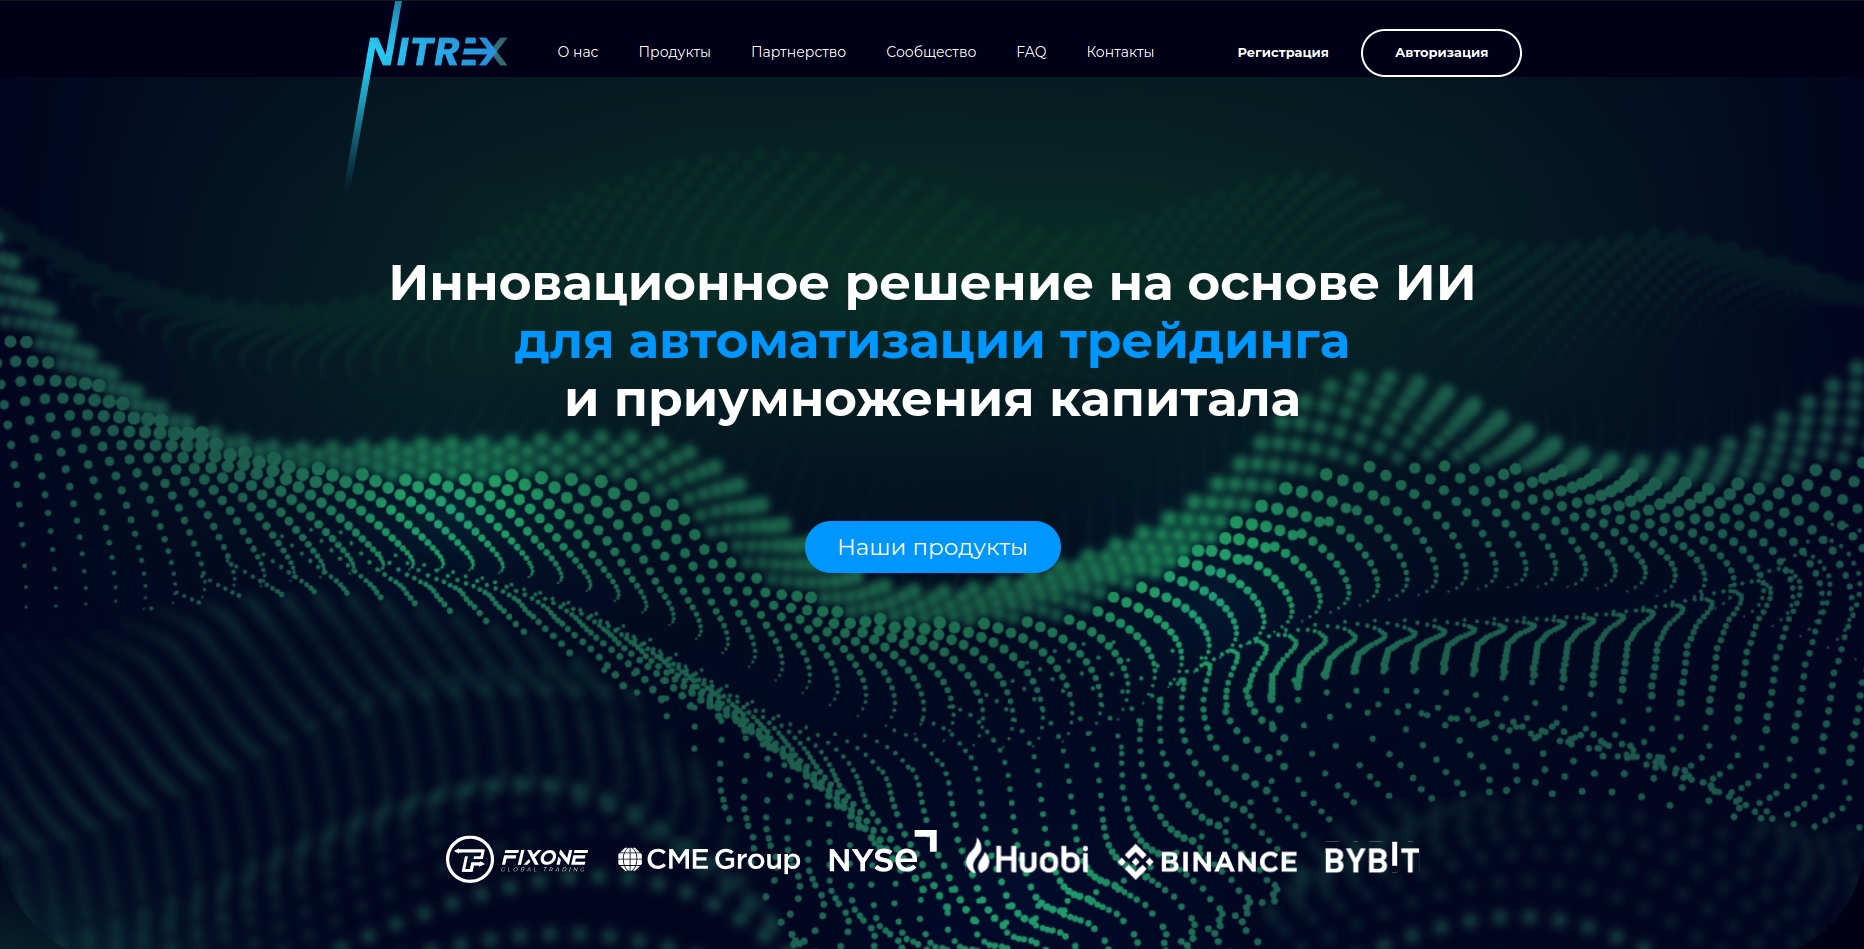 NITREX
О нас
Продукты
Партнерство
Сообщество
FAQ
Контакты
Регистрация
Авторизация
Инновационное решение на основе ИИ
для автоматизации трейдинга
и приумножения капитала
Наши продукты
FIXONE
GLOBAL TRADING
CME Group
NYSe
Huobi
BINANCE
BYBIT